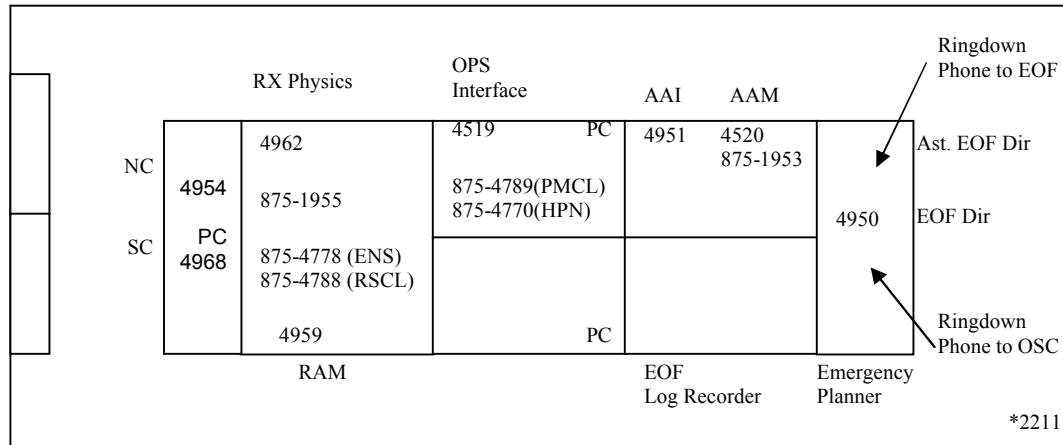 Ringdown
Phone to EOF
OPS
Interface
RX Physics
AAI
AAM
4962
4519
PC
4951
4520
875-1953
Ast. EOF Dir
NC
4954
875-1955
875-4789(PMCL)
875-4770(HPN)
4950
EOF Dir
SC
PC
4968
875-4778 (ENS)
875-4788 (RSCL)
4959
PC
Ringdown
Phone to OSC
RAM
EOF
Log Recorder
Emergency
Planner
*2211